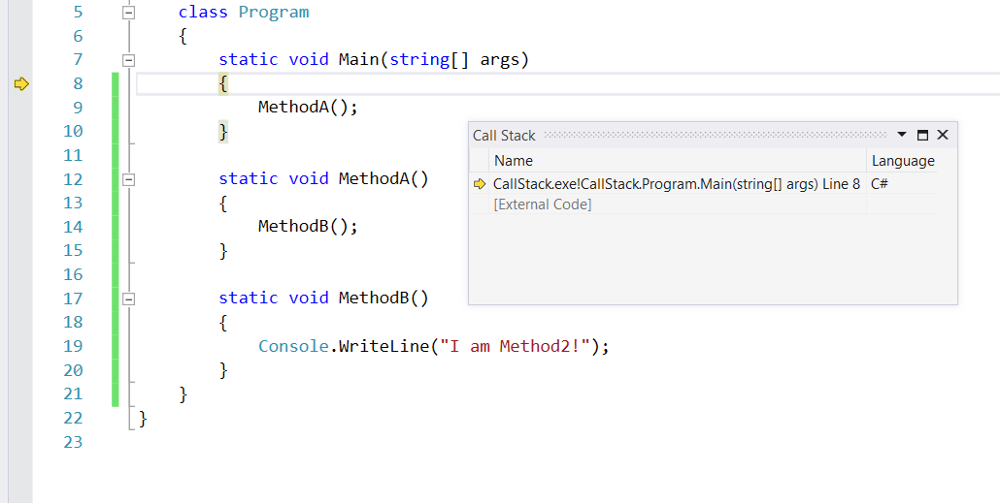 5 class Program
6 {
7 static void Main(string[] args)
8 {
9 MethodA();
10 }
11
12 static void MethodA()
13 {
14 MethodB();
15 }
16
17 static void MethodB()
18 {
19 Console.WriteLine("I am Method2!");
20 }
21 }
22 }
23
Call Stack
Name Language
CallStack.exe!CallStack.Program.Main(string[] args) Line 8 C#
[External Code]